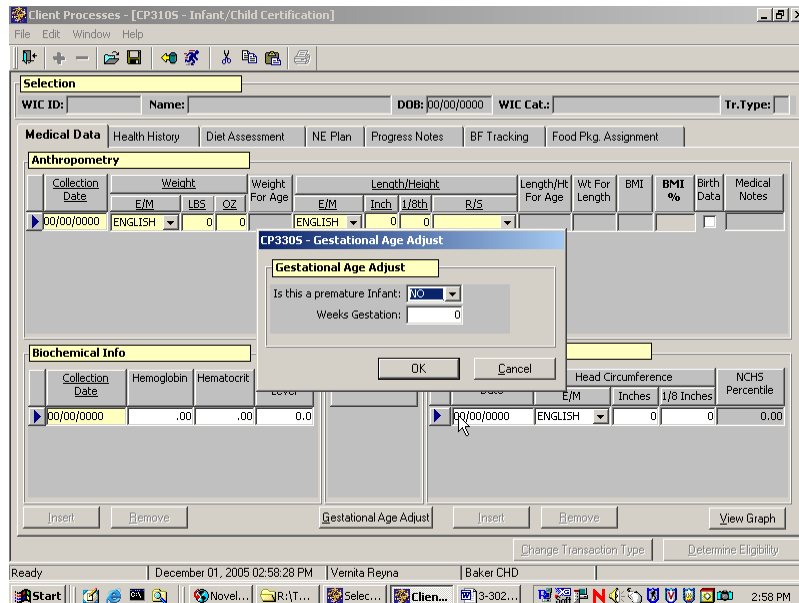 Client Processes - [CP310S - Infant/Child Certification]
File Edit Window Help
Selection
WIC ID: Name: DOB: 00/00/0000 WIC Cat.: Tr.Type:
Medical Data Health History Diet Assessment NE Plan Progress Notes BF Tracking Food Pkg. Assignment
Anthropometry
Collection Date Weight Weight For Age Length/Height Length/Ht For Age Wt For Length BMI BMI % Birth Data Medical Notes
E/M LBS OZ E/M Inch 1/8th R/S
00/00/0000 ENGLISH 0 0 ENGLISH 0 0
CP330S - Gestational Age Adjust
Gestational Age Adjust
Is this a premature Infant: NO
Weeks Gestation: 0
OK Cancel
Biochemical Info
Collection Date Hemoglobin Hematocrit Level Date Head Circumference NCHS Percentile
E/M Inches 1/8 Inches
00/00/0000 .00 .00 0.0 00/00/0000 ENGLISH 0 0 0.00
Insert Remove Gestational Age Adjust Insert Remove View Graph
Change Transaction Type Determine Eligibility
Ready December 01, 2005 02:58:28 PM Vernita Reyna Baker CHD
Start Novel... R:\T... Selec... Clien... 3-302... 2:58 PM